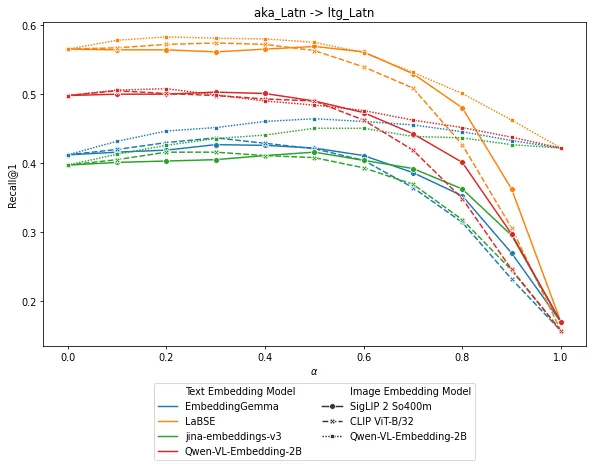 aka_Latn -> ltg_Latn
0.6
0.5
0.4
0.3
0.2
Recall@1
0.0 0.2 0.4 0.6 0.8 1.0
α
Text Embedding Model
EmbeddingGemma
LaBSE
jina-embeddings-v3
Qwen-VL-Embedding-2B
Image Embedding Model
SigLIP 2 So400m
CLIP ViT-B/32
Qwen-VL-Embedding-2B